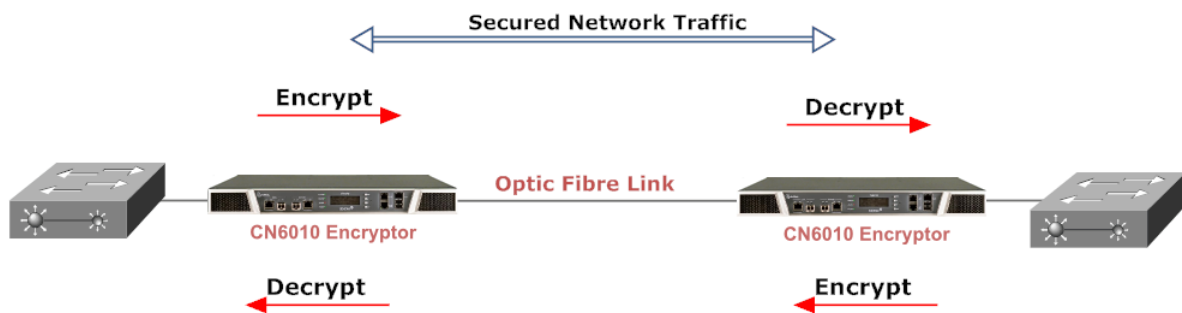 Secured Network Traffic
Encrypt
Decrypt
Optic Fibre Link
CN6010 Encryptor
CN6010 Encryptor
Decrypt
Encrypt